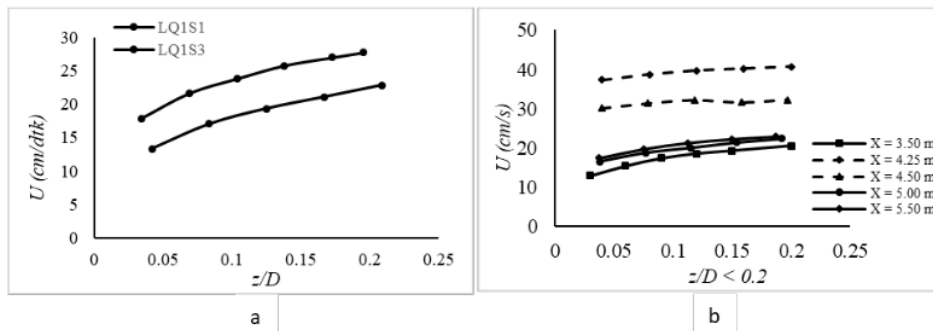 30
25
20
15
10
5
0
U (cm/dtk)
LQ1S1
LQ1S3
0 0.05 0.1 0.15 0.2 0.25
z/D
a
50
40
30
20
10
0
U (cm/s)
X = 3.50 m
X = 4.25 m
X = 4.50 m
X = 5.00 m
X = 5.50 m
0 0.05 0.1 0.15 0.2 0.25
z/D < 0.2
b